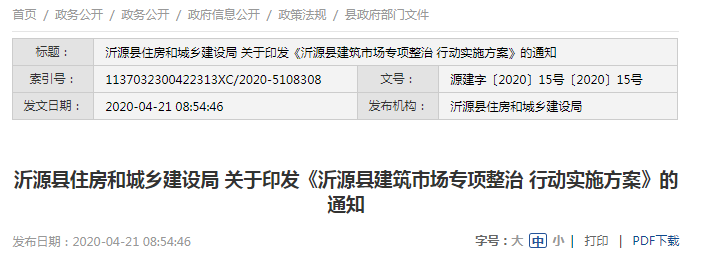 首页 / 政务公开 / 政务公开 / 政府信息公开 / 政策法规 / 县政府部门文件
标题： 沂源县住房和城乡建设局 关于印发《沂源县建筑市场专项整治 行动实施方案》的通知
索引号： 1137032300422313XC/2020-5108308 文号： 源建字〔2020〕15号〔2020〕15号
发文日期： 2020-04-21 08:54:46 发布机构： 沂源县住房和城乡建设局
沂源县住房和城乡建设局 关于印发《沂源县建筑市场专项整治 行动实施方案》的
通知
发布日期：2020-04-21 08:54:46 字号：大 中 小 | 打印 | PDF下载